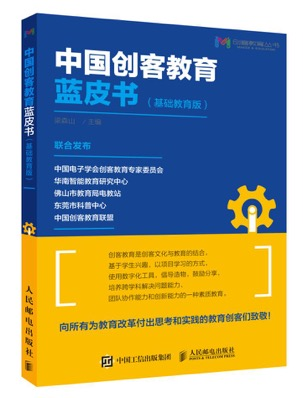 创客教育丛书
中国创客教育
蓝皮书
（基础教育版）
梁森山 / 主编
联合发布
中国电子学会创客教育专家委员会
华南智能教育研究中心
佛山市教育局电教站
东莞市科普中心
中国创客教育联盟
创客教育是创客文化与教育的结合，
基于学生兴趣，以项目学习的方式，
使用数字化工具，倡导造物，鼓励分享，
培养跨学科解决问题能力、
团队协作能力和创新能力的一种素质教育。
向所有为教育改革付出思考和实践的教育创客们致敬！
中国工信出版集团
人民邮电出版社
中国创客教育蓝皮书（基础教育版）
人民邮电出版社